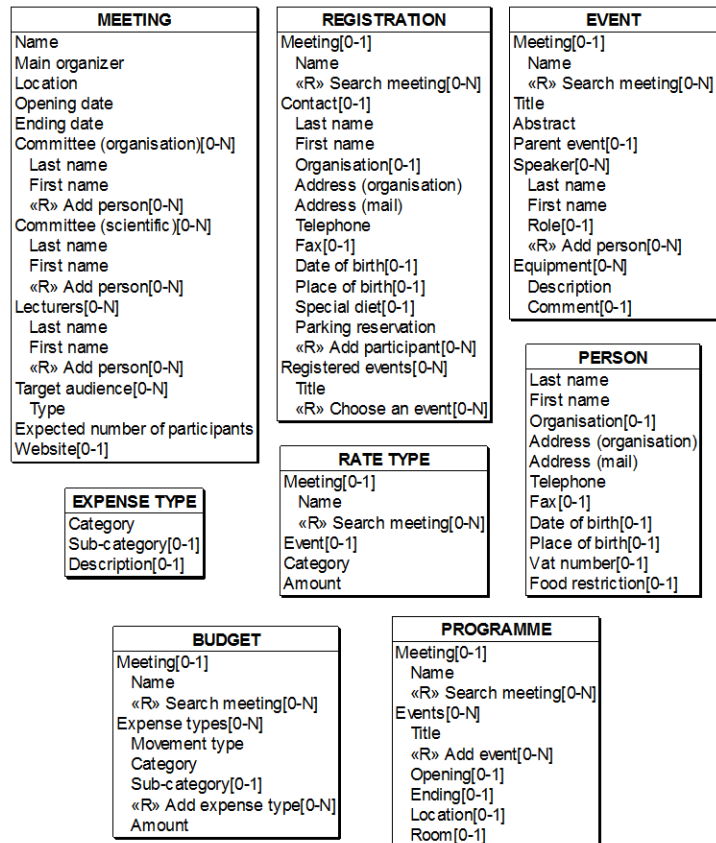 MEETING
Name
Main organizer
Location
Opening date
Ending date
Committee (organisation)[0-N]
Last name
First name
«R» Add person[0-N]
Committee (scientific)[0-N]
Last name
First name
«R» Add person[0-N]
Lecturers[0-N]
Last name
First name
«R» Add person[0-N]
Target audience[0-N]
Type
Expected number of participants
Website[0-1]
REGISTRATION
Meeting[0-1]
Name
«R» Search meeting[0-N]
Contact[0-1]
Last name
First name
Organisation[0-1]
Address (organisation)
Address (mail)
Telephone
Fax[0-1]
Date of birth[0-1]
Place of birth[0-1]
Special diet[0-1]
Parking reservation
«R» Add participant[0-N]
Registered events[0-N]
Title
«R» Choose an event[0-N]
EVENT
Meeting[0-1]
Name
«R» Search meeting[0-N]
Title
Abstract
Parent event[0-1]
Speaker[0-N]
Last name
First name
Role[0-1]
«R» Add person[0-N]
Equipment[0-N]
Description
Comment[0-1]
PERSON
Last name
First name
Organisation[0-1]
Address (organisation)
Address (mail)
Telephone
Fax[0-1]
Date of birth[0-1]
Place of birth[0-1]
Vat number[0-1]
Food restriction[0-1]
RATE TYPE
Meeting[0-1]
Name
«R» Search meeting[0-N]
Event[0-1]
Category
Amount
EXPENSE TYPE
Category
Sub-category[0-1]
Description[0-1]
BUDGET
Meeting[0-1]
Name
«R» Search meeting[0-N]
Expense types[0-N]
Movement type
Category
Sub-category[0-1]
«R» Add expense type[0-N]
Amount
PROGRAMME
Meeting[0-1]
Name
«R» Search meeting[0-N]
Events[0-N]
Title
«R» Add event[0-N]
Opening[0-1]
Ending[0-1]
Location[0-1]
Room[0-1]